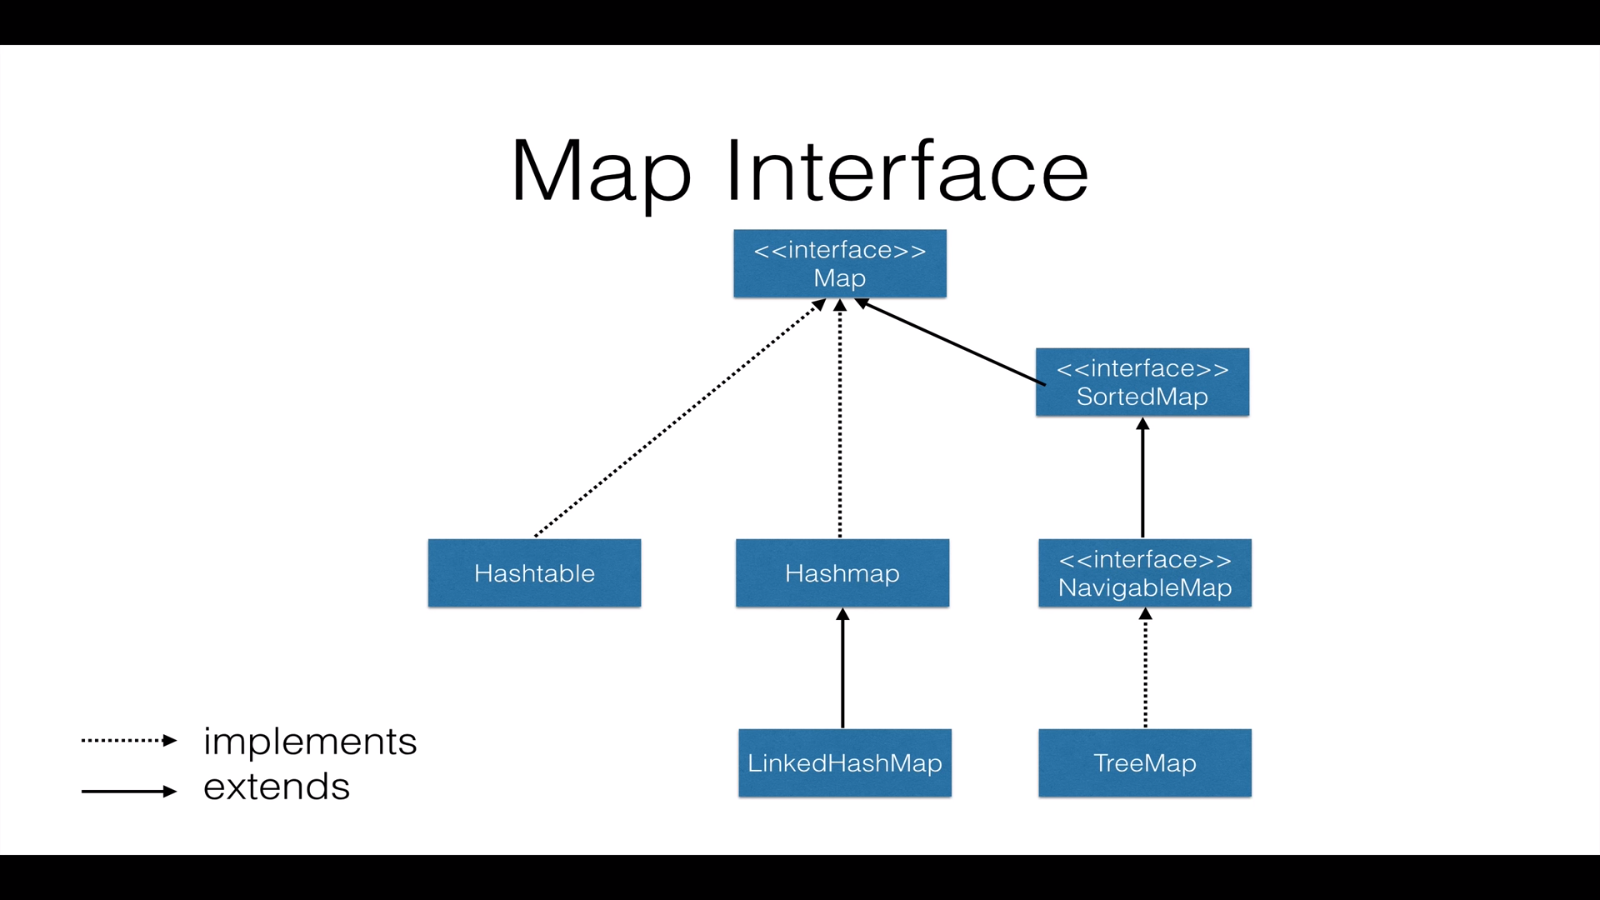 Map Interface
<<interface>>
Map
<<interface>>
SortedMap
Hashtable
Hashmap
<<interface>>
NavigableMap
implements
extends
LinkedHashMap
TreeMap